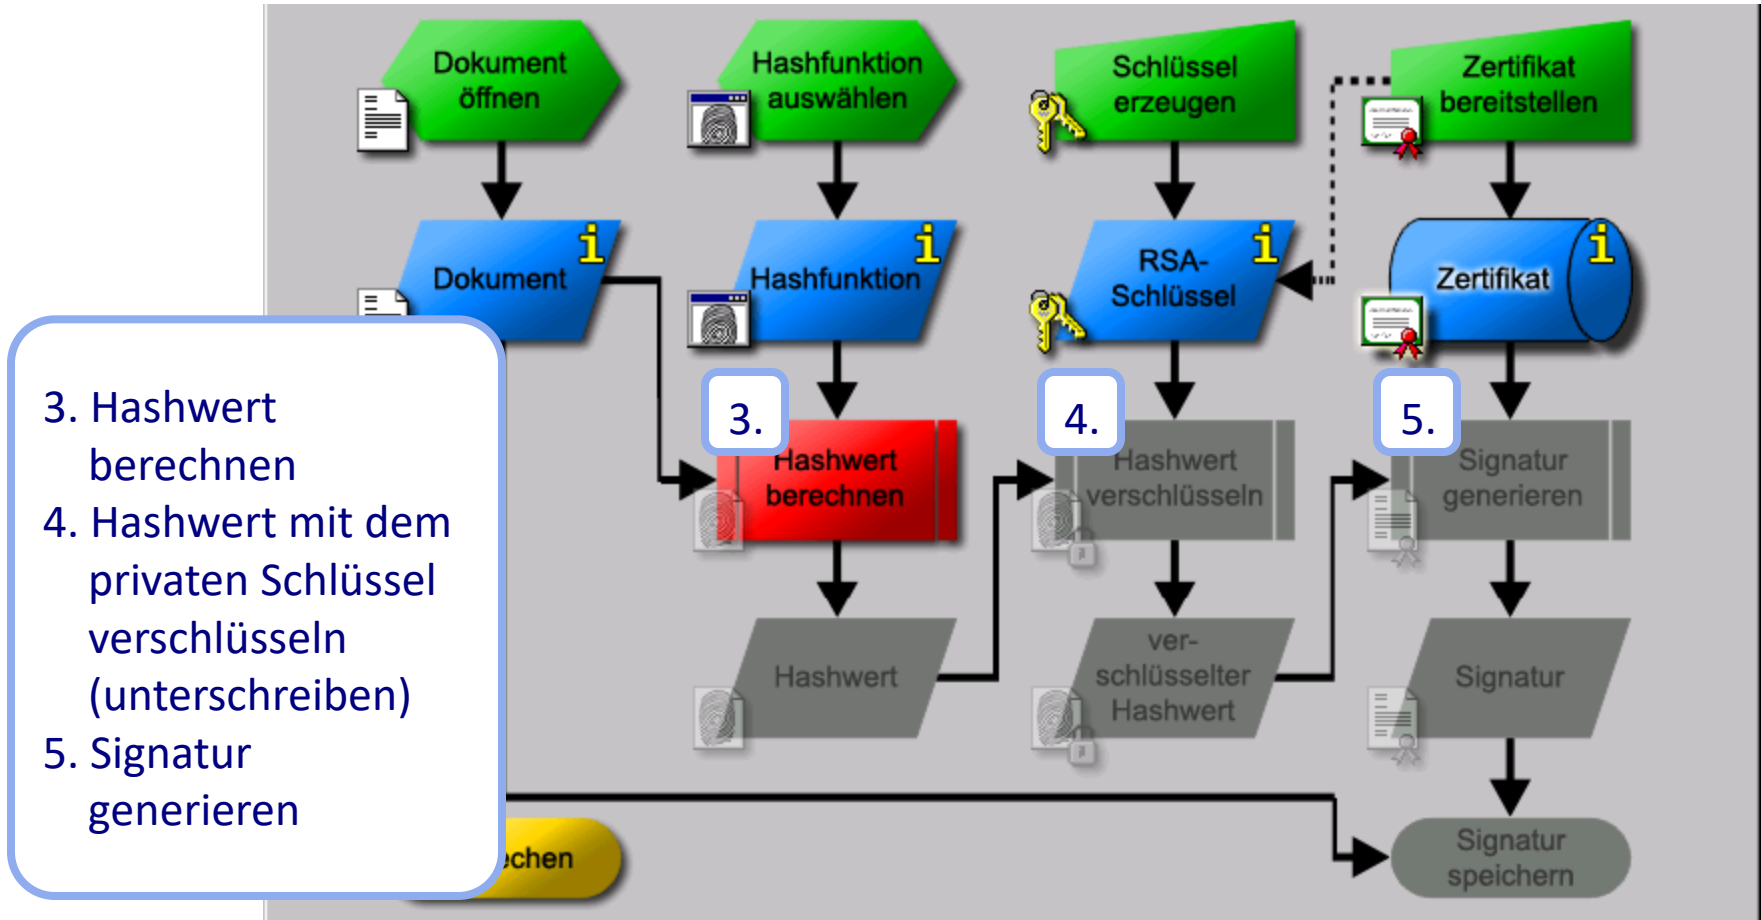 Dokument
öffnen
Hashfunktion
auswählen
Schlüssel
erzeugen
Zertifikat
bereitstellen
Dokument
i
Hashfunktion
i
RSA-
Schlüssel
i
Zertifikat
i
3. Hashwert
berechnen
4. Hashwert mit dem
privaten Schlüssel
verschlüsseln
(unterschreiben)
5. Signatur
generieren
3.
Hashwert
berechnen
4.
Hashwert
verschlüsseln
5.
Signatur
generieren
Hashwert
ver-
schlüsselter
Hashwert
Signatur
echen
Signatur
speichern